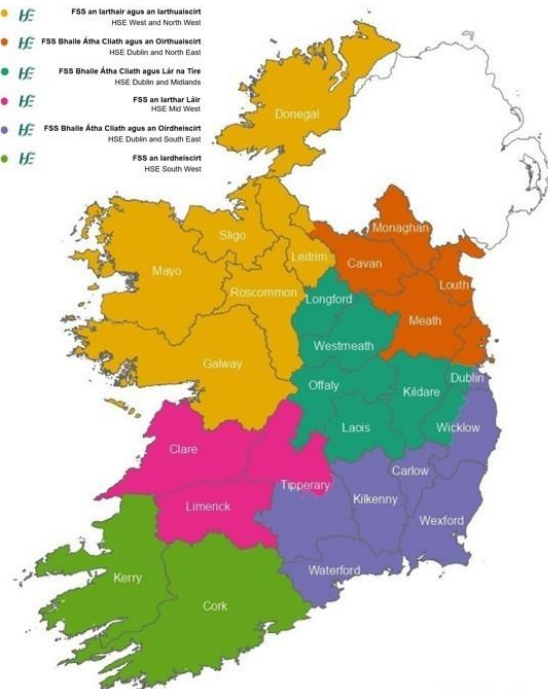 FSS an Iarthair agus an Iarthuaiscirt
HSE West and North West
FSS Bhaile Átha Cliath agus an Oirthuaiscirt
HSE Dublin and North East
FSS Bhaile Átha Cliath agus Lár na Tíre
HSE Dublin and Midlands
FSS an Iarthar Láir
HSE Mid West
FSS Bhaile Átha Cliath agus an Oirdheiscirt
HSE Dublin and South East
FSS an Iardheiscirt
HSE South West
Donegal
Monaghan
Sligo
Leitrim
Cavan
Mayo
Louth
Roscommon
Longford
Meath
Westmeath
Galway
Dublin
Offaly
Kildare
Laois
Wicklow
Clare
Carlow
Tipperary
Kilkenny
Limerick
Wexford
Waterford
Kerry
Cork